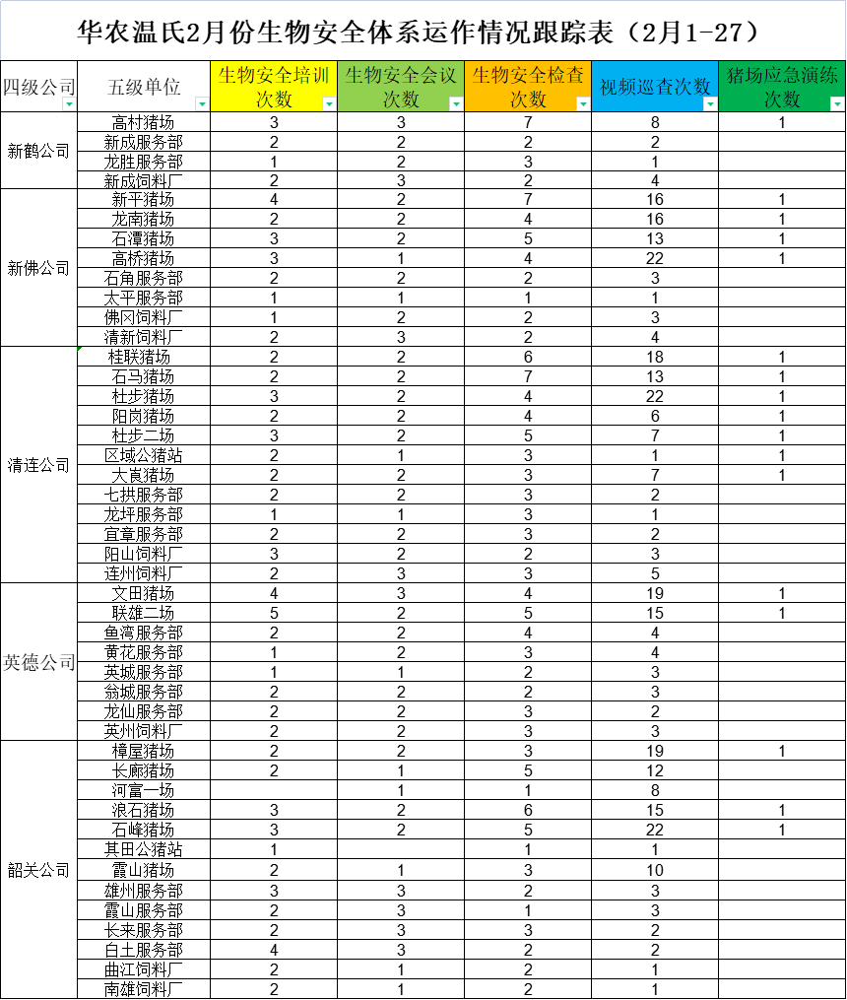 华农温氏2月份生物安全体系运作情况跟踪表（2月1-27）
四级公司 五级单位 生物安全培训次数 生物安全会议次数 生物安全检查次数 视频巡查次数 猪场应急演练次数
新鹤公司 高村猪场 3 3 7 8 1
新成服务部 2 2 2 2
龙胜服务部 1 2 3 1
新成饲料厂 2 3 2 4
新佛公司 新平猪场 4 2 7 16 1
龙南猪场 2 2 4 16 1
石潭猪场 3 2 5 13 1
高桥猪场 3 1 4 22 1
石角服务部 2 2 2 3
太平服务部 1 1 1 1
佛冈饲料厂 1 2 2 3
清新饲料厂 2 3 2 4
清连公司 桂联猪场 2 2 6 18 1
石马猪场 2 2 7 13 1
杜步猪场 3 2 4 22 1
阳岗猪场 2 2 4 6 1
杜步二场 3 2 5 7 1
区域公猪站 2 1 3 1 1
大崀猪场 2 2 3 7 1
七拱服务部 2 2 3 2
龙坪服务部 1 1 3 1
宜章服务部 2 2 3 2
阳山饲料厂 3 2 2 3
连州饲料厂 2 3 3 5
英德公司 文田猪场 4 3 4 19 1
联雄二场 5 2 5 15 1
鱼湾服务部 2 2 4 4
黄花服务部 1 2 3 4
英城服务部 1 1 2 3
翁城服务部 2 2 2 3
龙仙服务部 2 2 3 2
英州饲料厂 2 2 3 3
韶关公司 樟屋猪场 2 2 3 19 1
长廊猪场 2 1 5 12
河富一场 1 1 8
浪石猪场 3 2 6 15 1
石峰猪场 3 2 5 22 1
其田公猪站 1 1 1
霞山猪场 2 1 3 10
雄州服务部 3 3 2 3
霞山服务部 2 3 1 3
长来服务部 2 3 3 2
白土服务部 4 3 2 2
曲江饲料厂 2 1 2 1
南雄饲料厂 2 1 2 1